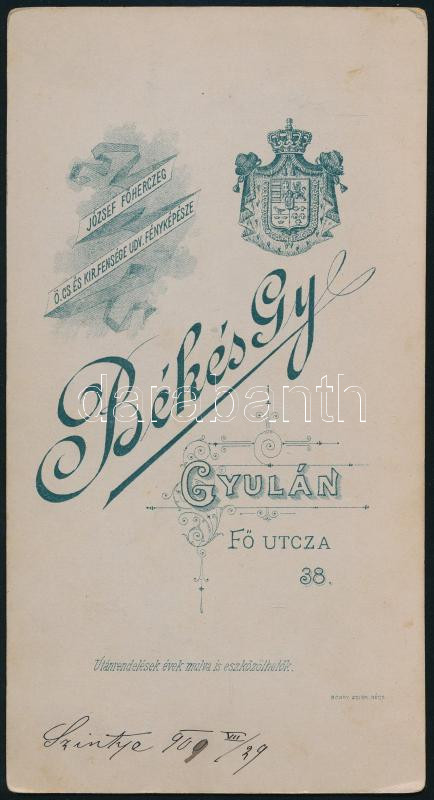 JÓZSEF FŐHERCZEG
Ő.CS.ÉS KIR.FENSÉGE UDV.FÉNYKÉPÉSZE
Békés Gy
darabanth
GYULÁN
FŐ UTCZA
38.
Utánrendelések évek mulva is eszközölhetők.
Szintye 909 VII/29